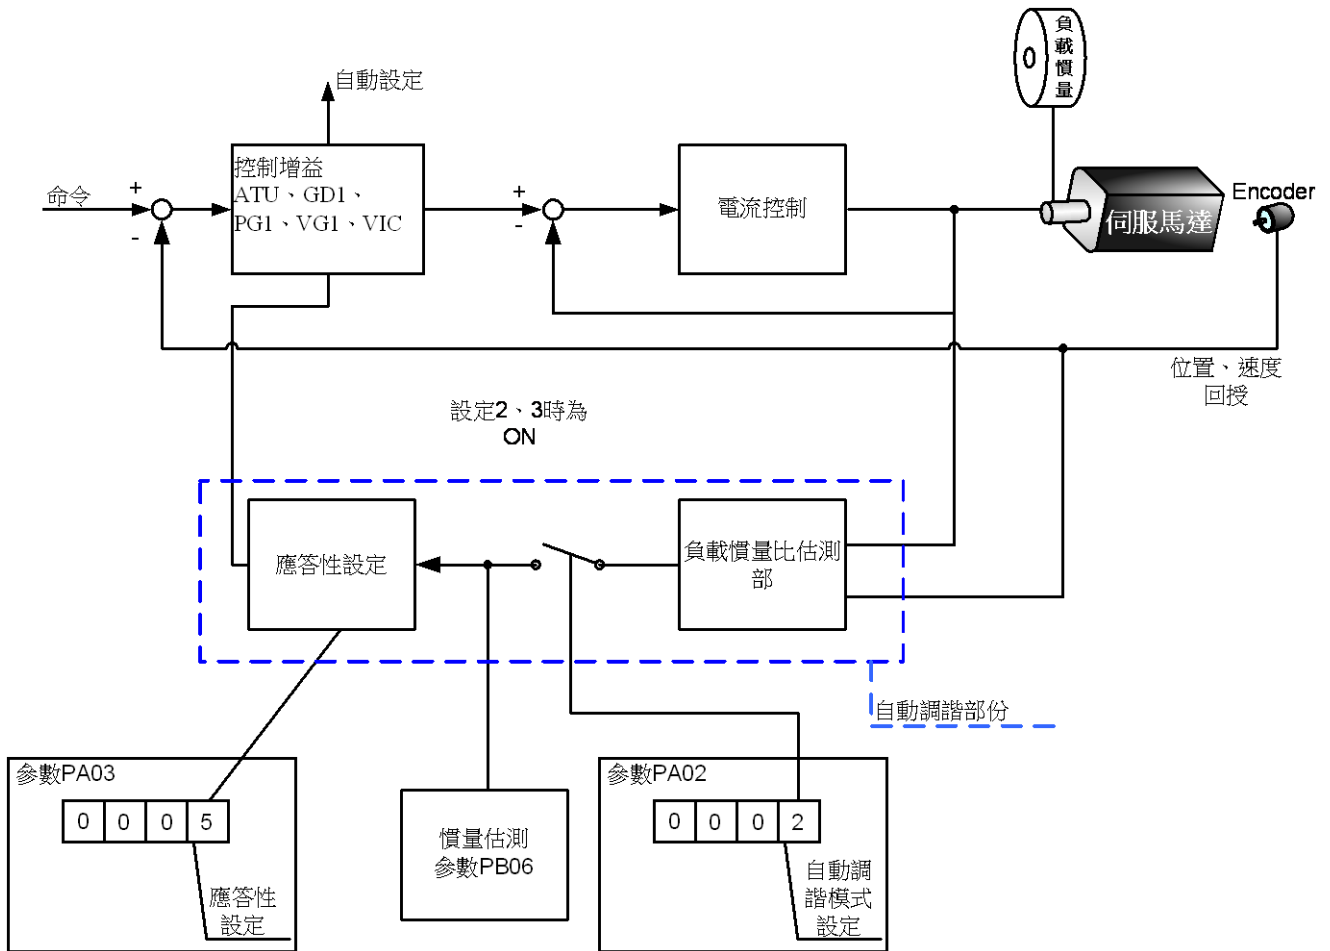 負載慣量
自動設定
控制增益
ATU、GD1、
PG1、VG1、VIC
命令
+
-
+
-
電流控制
伺服馬達
Encoder
位置、速度
回授
設定2、3時為
ON
應答性設定
負載慣量比估測
部
自動調諧部份
參數PA03
0 0 0 5
應答性
設定
慣量估測
參數PB06
參數PA02
0 0 0 2
自動調
諧模式
設定